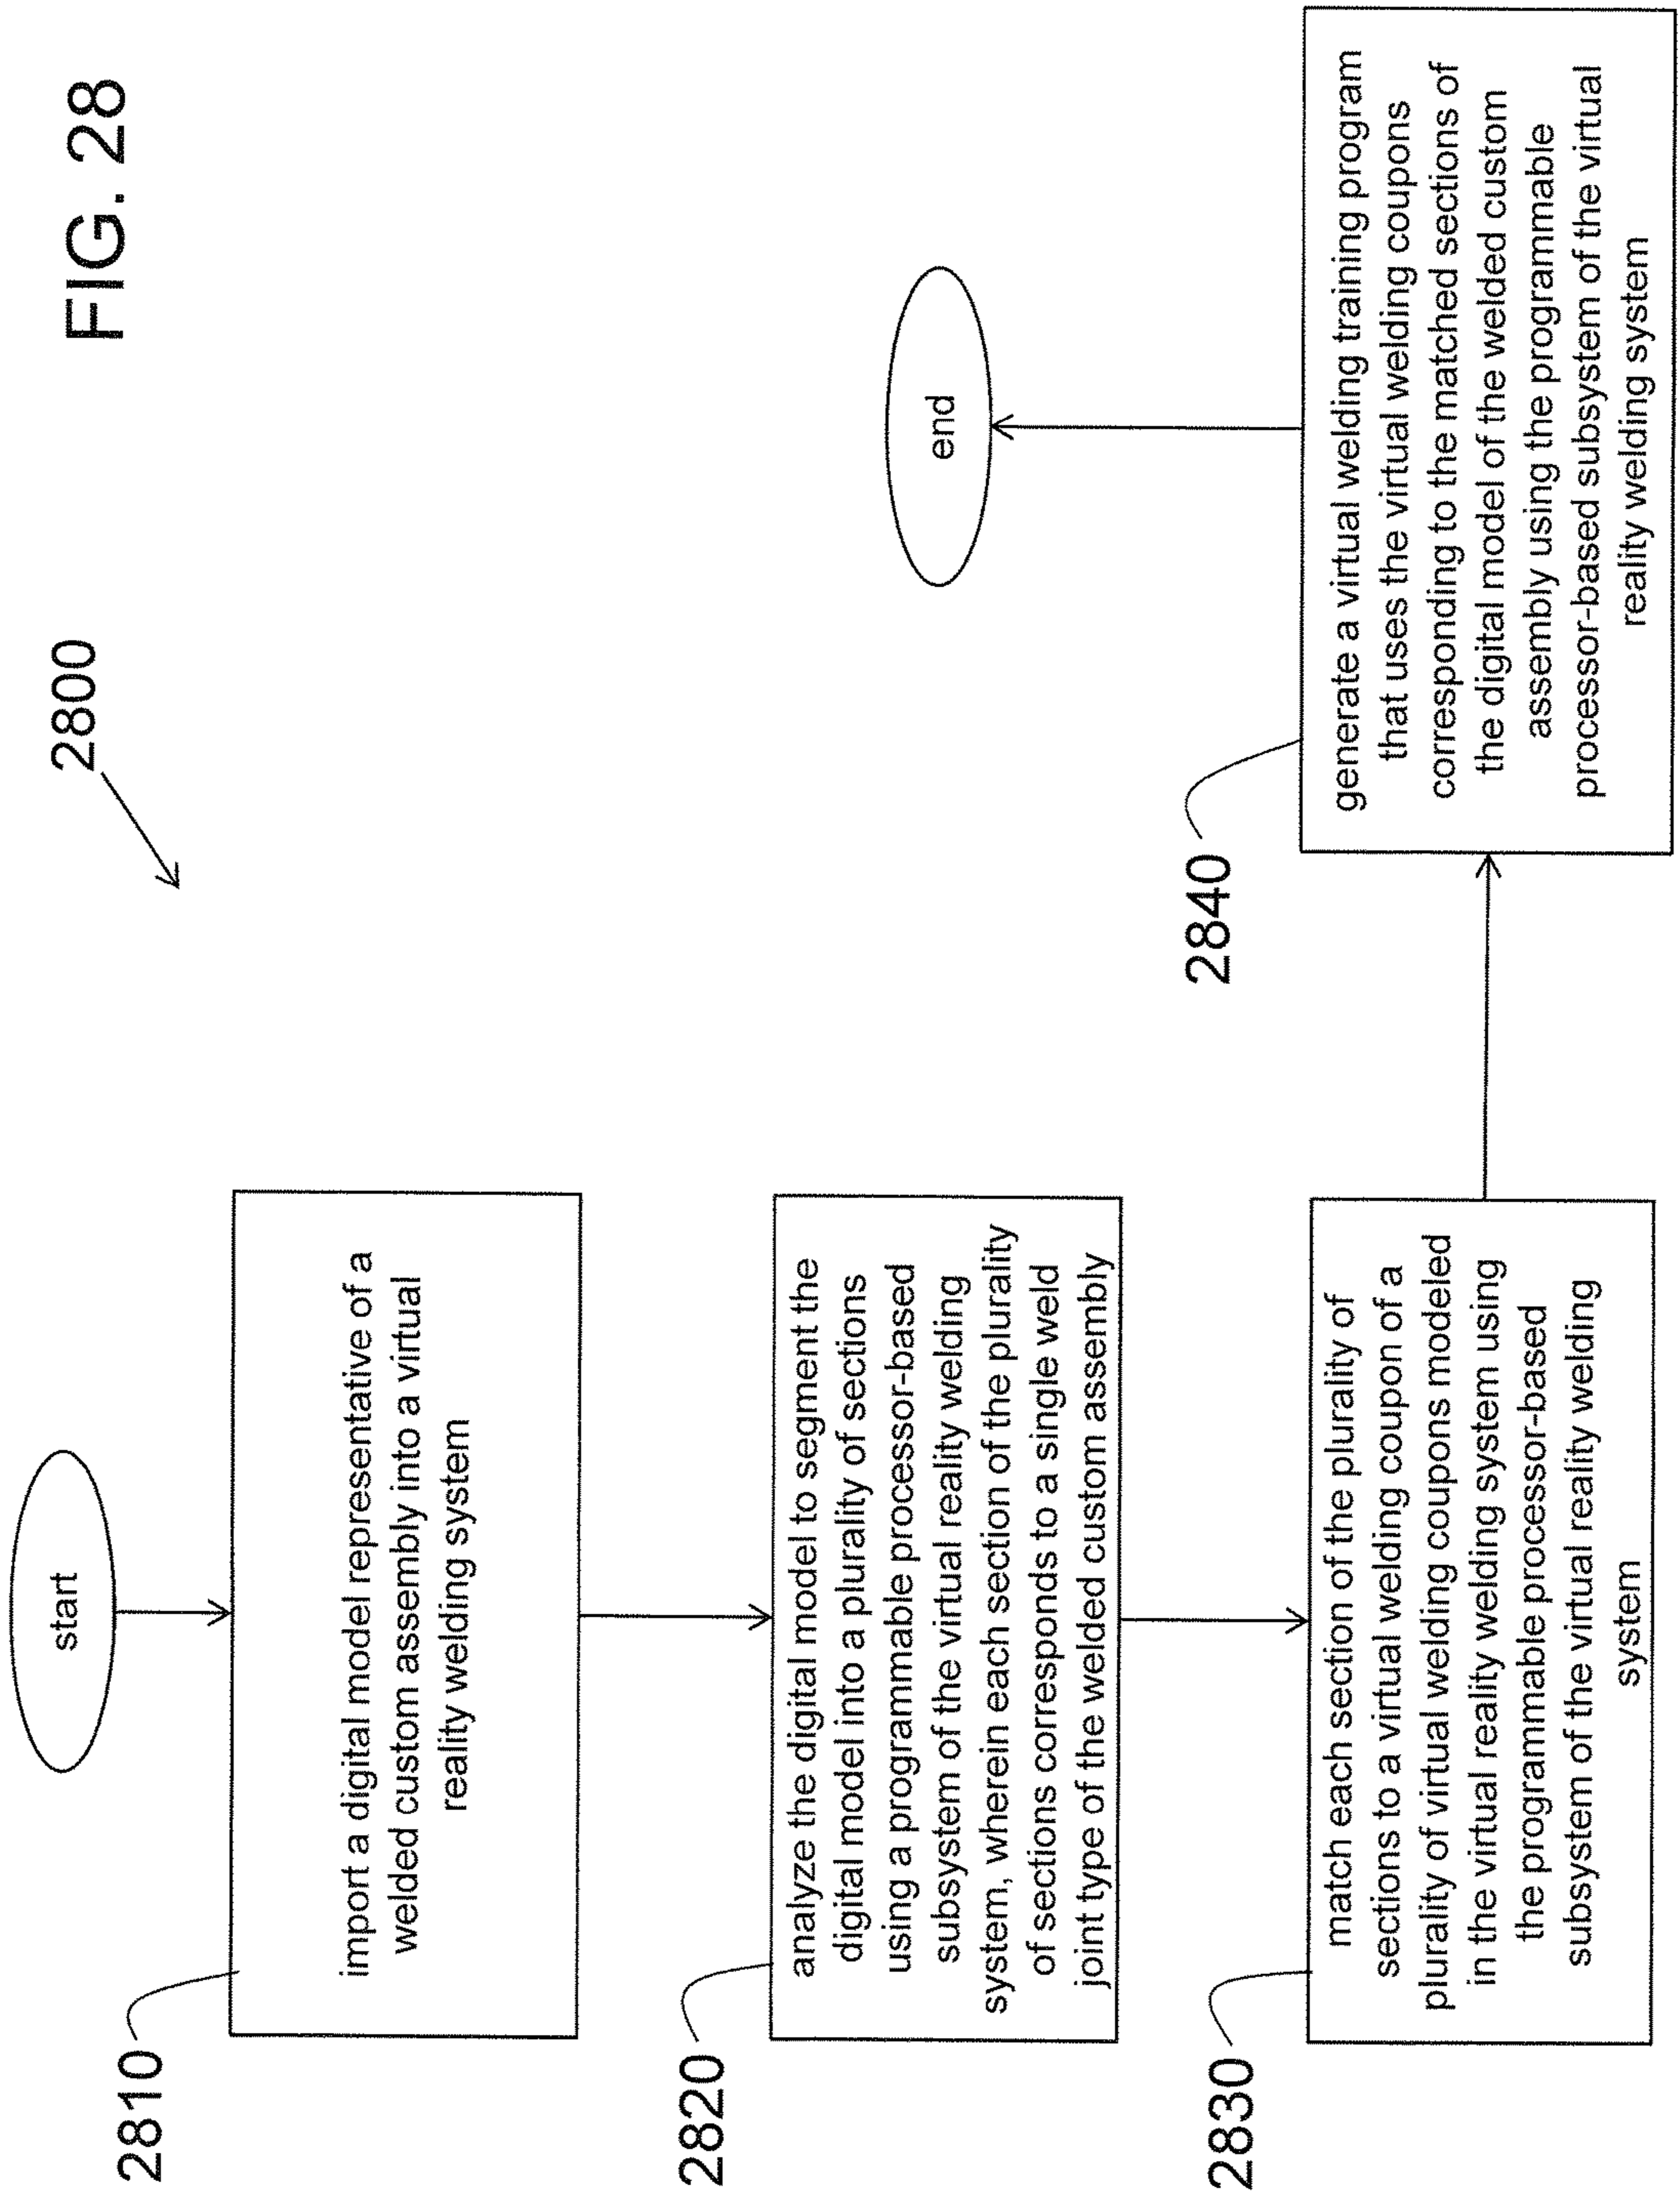 FIG. 28
2800
start
2810
import a digital model representative of a
welded custom assembly into a virtual
reality welding system
2820
analyze the digital model to segment the
digital model into a plurality of sections
using a programmable processor-based
subsystem of the virtual reality welding
system, wherein each section of the plurality
of sections corresponds to a single weld
joint type of the welded custom assembly
2830
match each section of the plurality of
sections to a virtual welding coupon of a
plurality of virtual welding coupons modeled
in the virtual reality welding system using
the programmable processor-based
subsystem of the virtual reality welding
system
2840
generate a virtual welding training program
that uses the virtual welding coupons
corresponding to the matched sections of
the digital model of the welded custom
assembly using the programmable
processor-based subsystem of the virtual
reality welding system
end